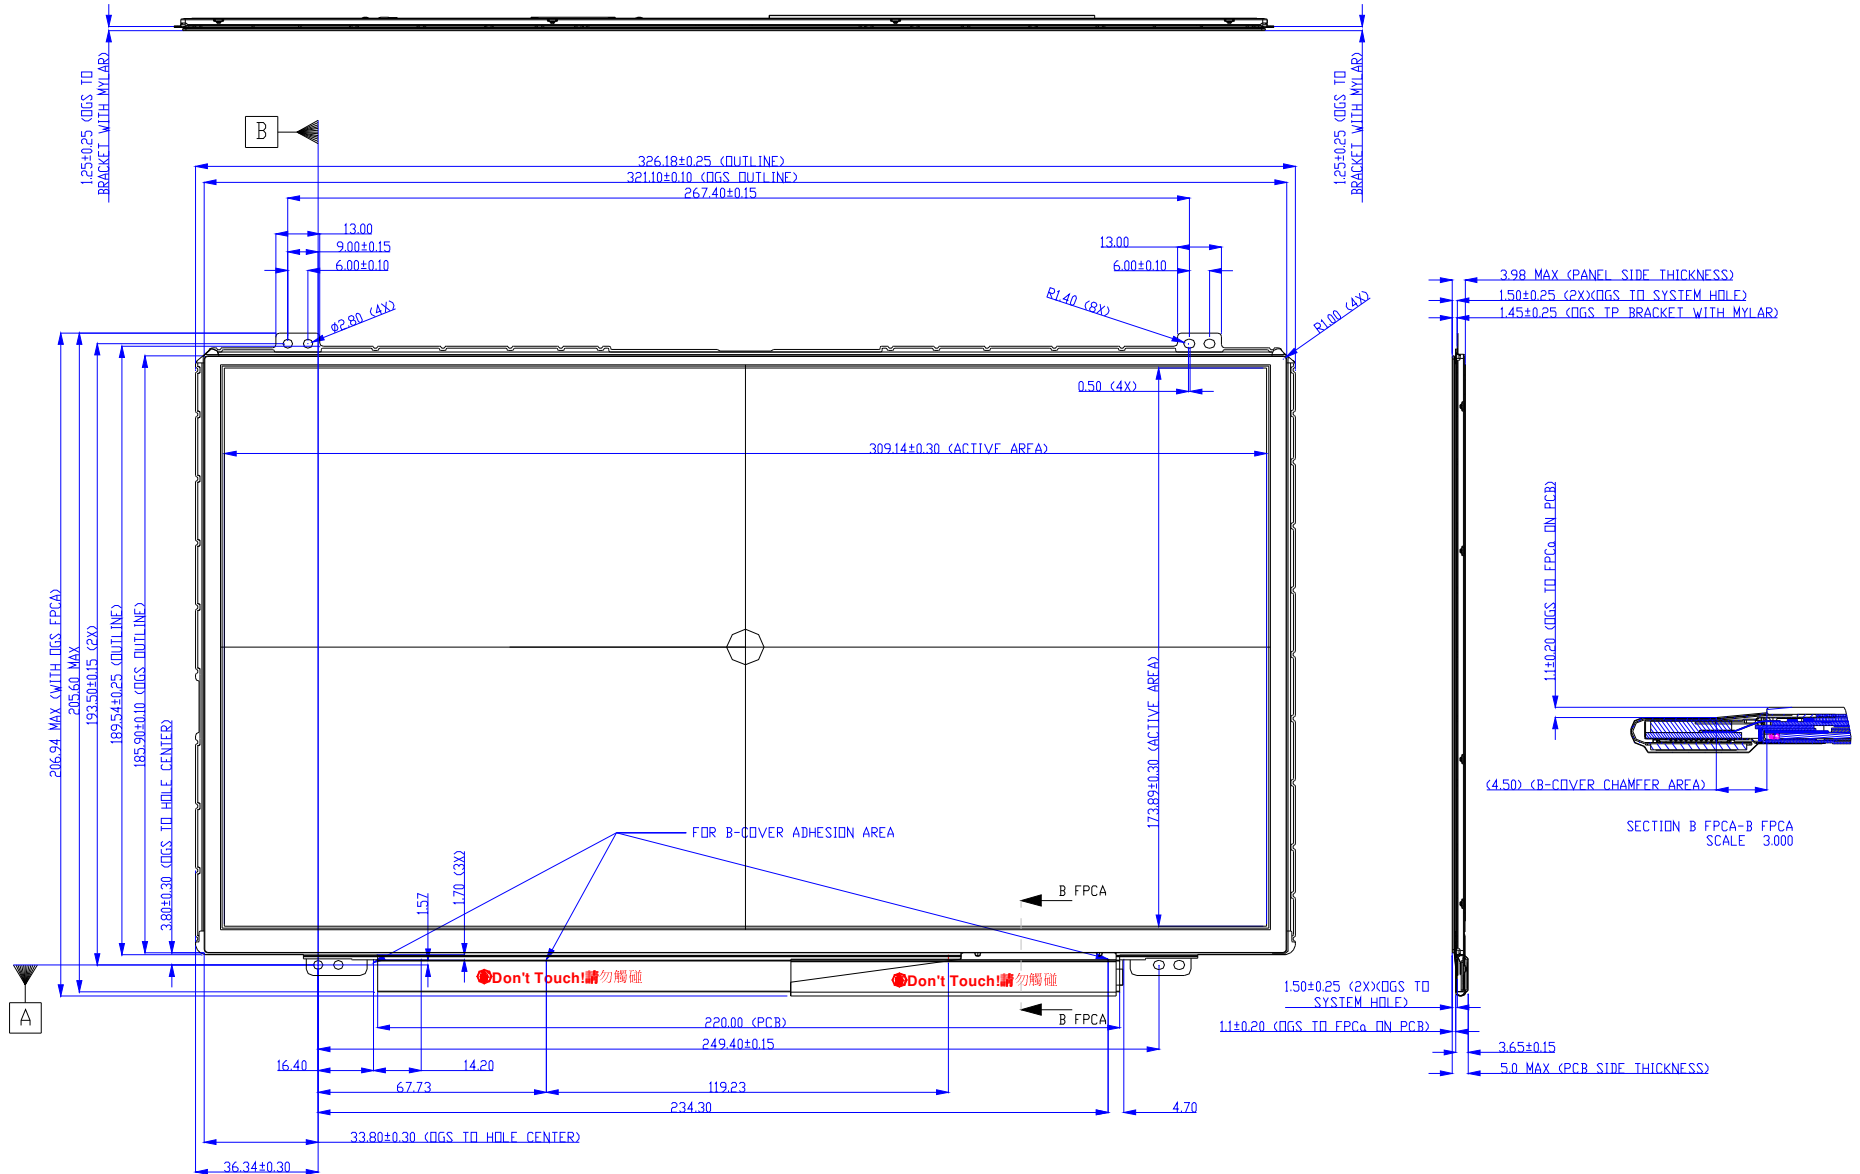 1.25±0.25 (OGS TO
BRACKET WITH MYLAR)
1.25±0.25 (OGS TO
BRACKET WITH MYLAR)
B
326.18±0.25 (OUTLINE)
321.10±0.10 (OGS OUTLINE)
267.40±0.15
13.00
9.00±0.15
6.00±0.10
13.00
6.00±0.10
Ø2.80 (4X)
R1.40 (8X)
R1.00 (4X)
3.98 MAX (PANEL SIDE THICKNESS)
1.50±0.25 (2X)(OGS TO SYSTEM HOLE)
1.45±0.25 (OGS TP BRACKET WITH MYLAR)
0.50 (4X)
309.14±0.30 (ACTIVE AREA)
173.89±0.30 (ACTIVE AREA)
206.94 MAX (WITH OGS FPCA)
205.60 MAX
193.50±0.15 (2X)
189.54±0.25 (OUTLINE)
185.90±0.10 (OGS OUTLINE)
3.80±0.30 (OGS TO HOLE CENTER)
1.1±0.20 (OGS TO FPCa ON PCB)
(4.50) (B-COVER CHAMFER AREA)
SECTION B FPCA-B FPCA
SCALE 3.000
FOR B-COVER ADHESION AREA
1.57
1.70 (3X)
B FPCA
Don't Touch!請勿觸碰
Don't Touch!請勿觸碰
A
B FPCA
220.00 (PCB)
249.40±0.15
16.40
14.20
67.73
119.23
234.30
4.70
33.80±0.30 (OGS TO HOLE CENTER)
36.34±0.30
1.50±0.25 (2X)(OGS TO
SYSTEM HOLE)
1.1±0.20 (OGS TO FPCa ON PCB)
3.65±0.15
5.0 MAX (PCB SIDE THICKNESS)